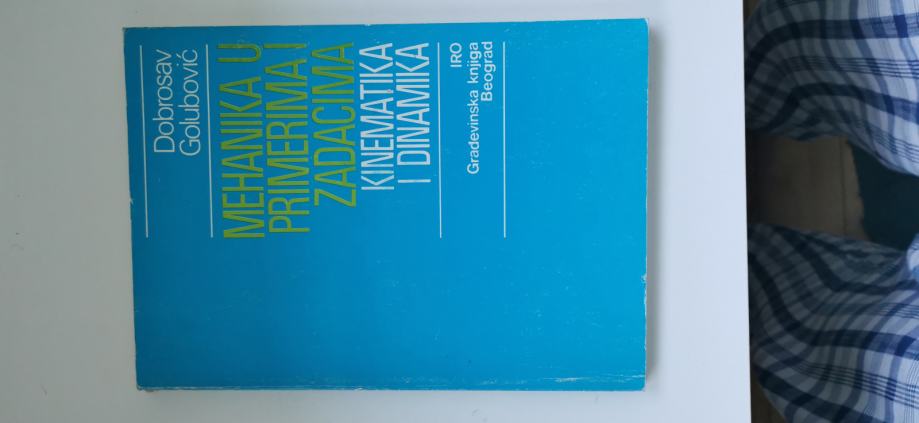 Dobrosav
Golubović
MEHANIKA U
PRIMERIMA I
ZADACIMA
KINEMATIKA
I DINAMIKA
IRO
Građevinska knjiga
Beograd